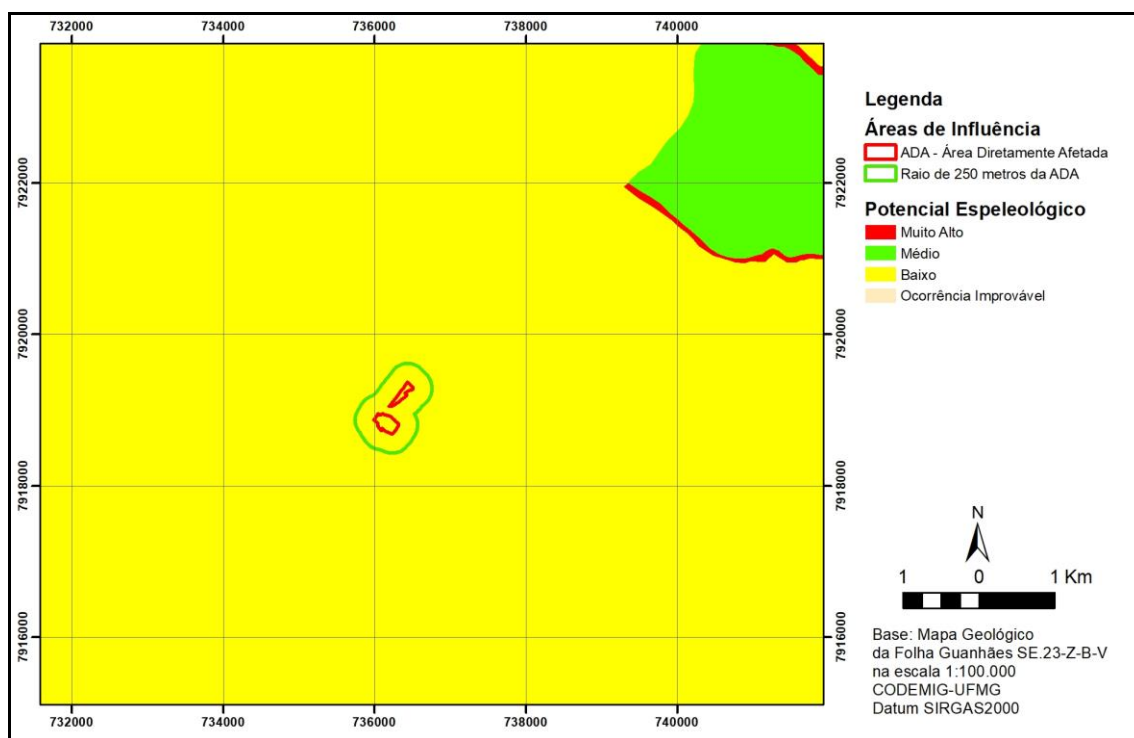 732000 734000 736000 738000 740000
7922000
7920000
7918000
7916000
7922000
7920000
7918000
7916000
732000 734000 736000 738000 740000
Legenda
Áreas de Influência
ADA - Área Diretamente Afetada
Raio de 250 metros da ADA
Potencial Espeleológico
Muito Alto
Médio
Baixo
Ocorrência Improvável
N
1 0 1 Km
Base: Mapa Geológico
da Folha Guanhães SE.23-Z-B-V
na escala 1:100.000
CODEMIG-UFMG
Datum SIRGAS2000